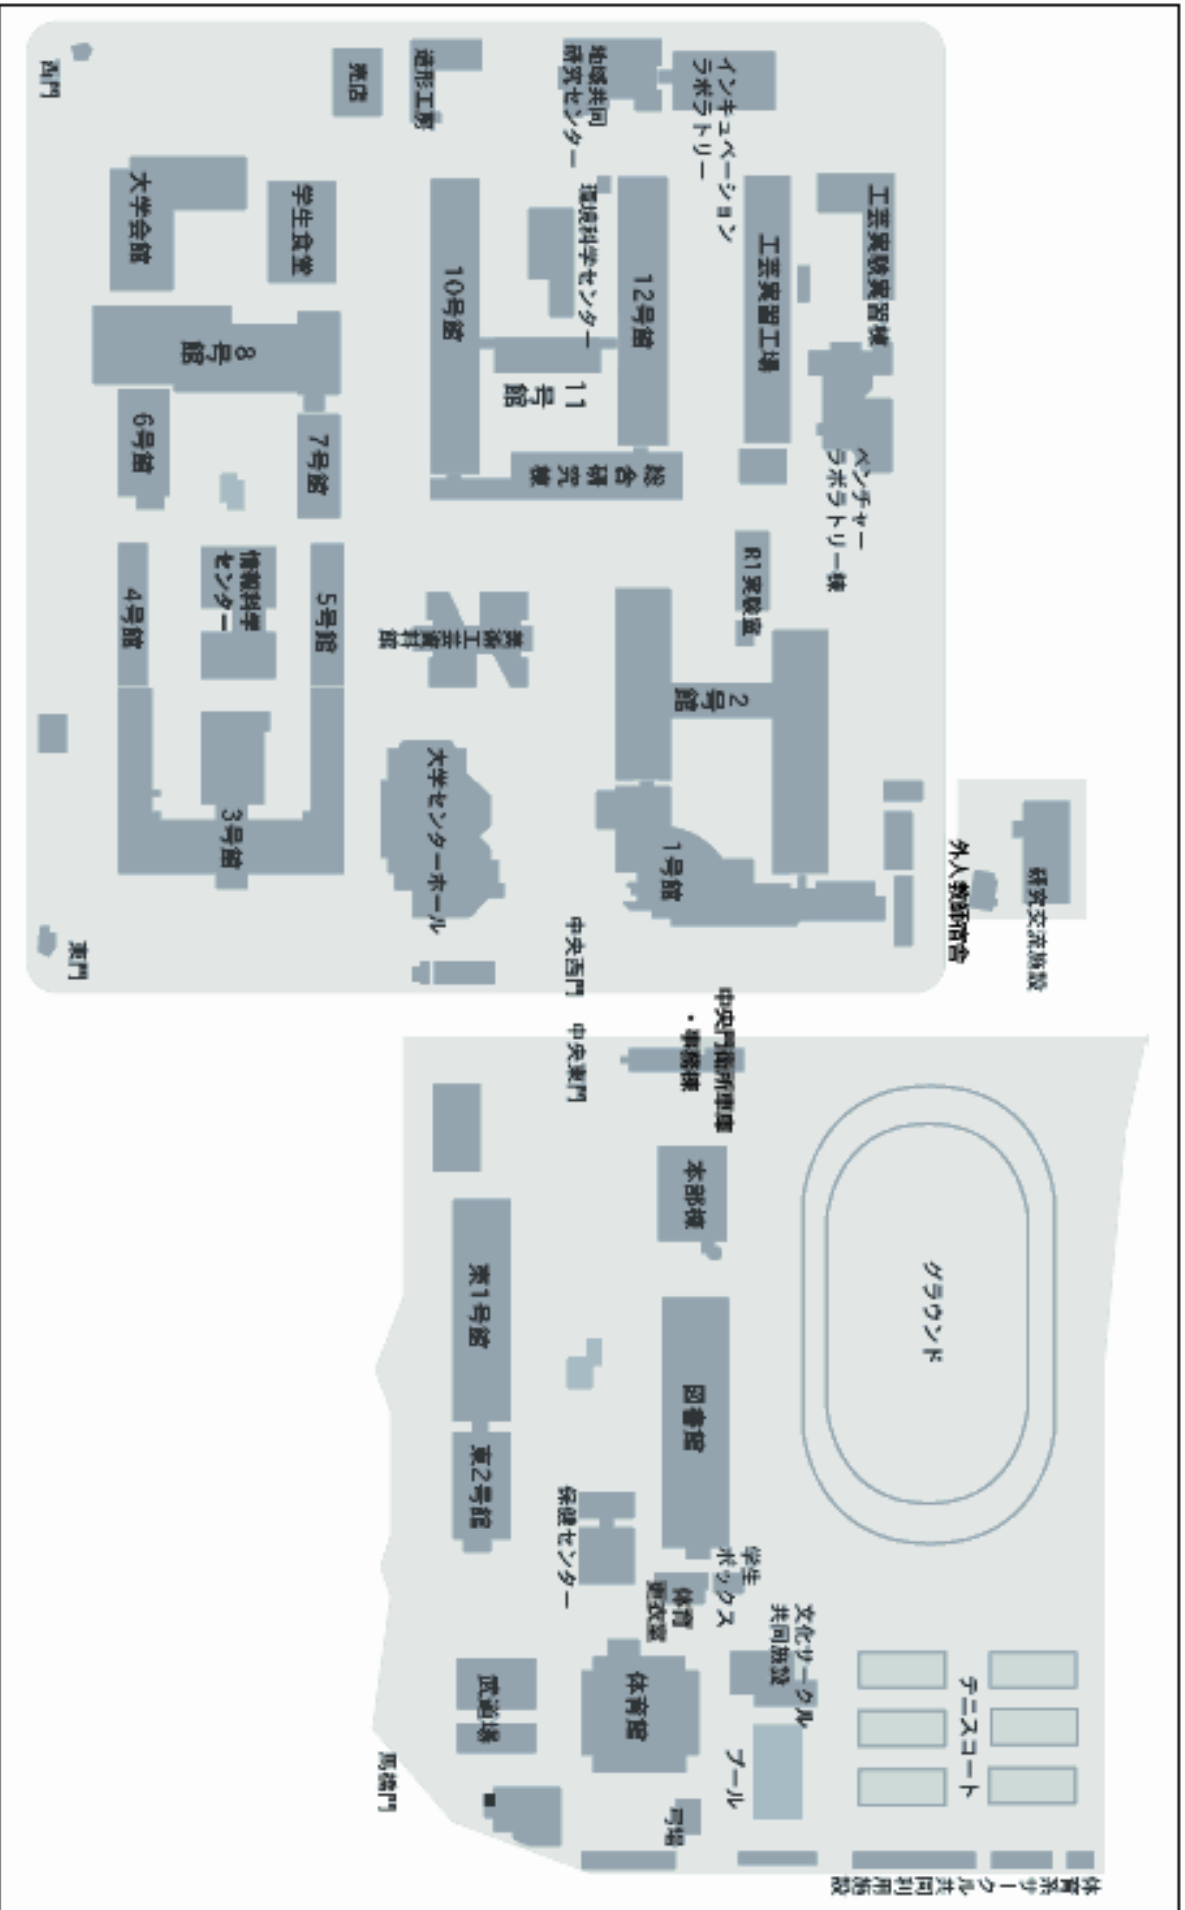 西門
売店
造形工房
地域共同
研究センター
インキュベーション
ラボラトリー
大学会館
学生食堂
環境科学センター
10号館
12号館
工芸実習工場
工芸実験実習棟
8号館
11号館
6号館
7号館
総合研究棟
ベンチャー
ラボラトリー棟
4号館
情報科学
センター
5号館
美術工芸資料館
R1実験室
2号館
3号館
大学センターホール
1号館
外人教師宿舎
研究交流施設
東門
中央西門
中央東門
中央門衛所車庫
・事務棟
本部棟
グラウンド
東1号館
図書館
東2号館
保健センター
学生
ボックス
体育
更衣室
文化サークル
共同施設
武道場
体育館
プール
テニスコート
馬橋門
弓場
体育系サークル共同利用施設